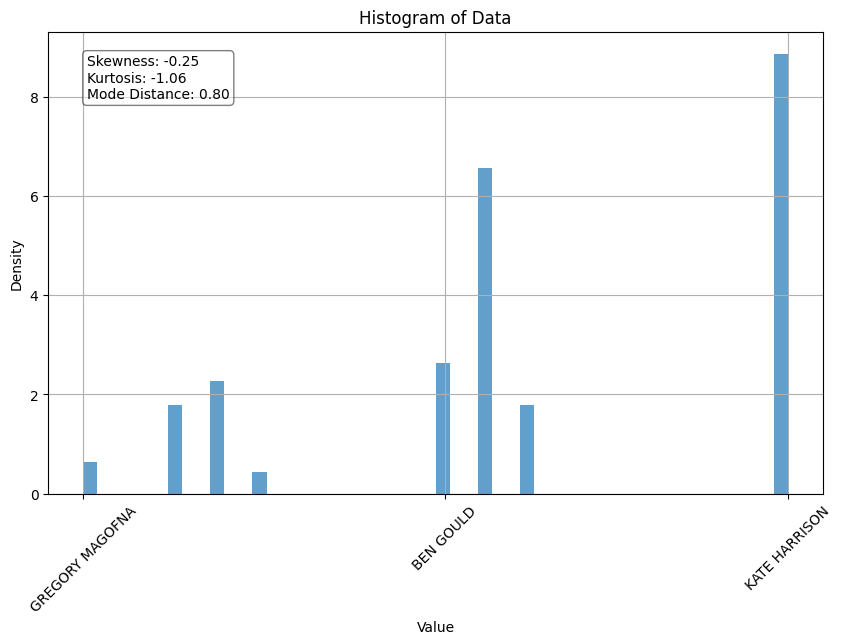 Histogram of Data
Skewness: -0.25
Kurtosis: -1.06
Mode Distance: 0.80
Density
8
6
4
2
0
GREGORY MAGOFNA
BEN GOULD
KATE HARRISON
Value